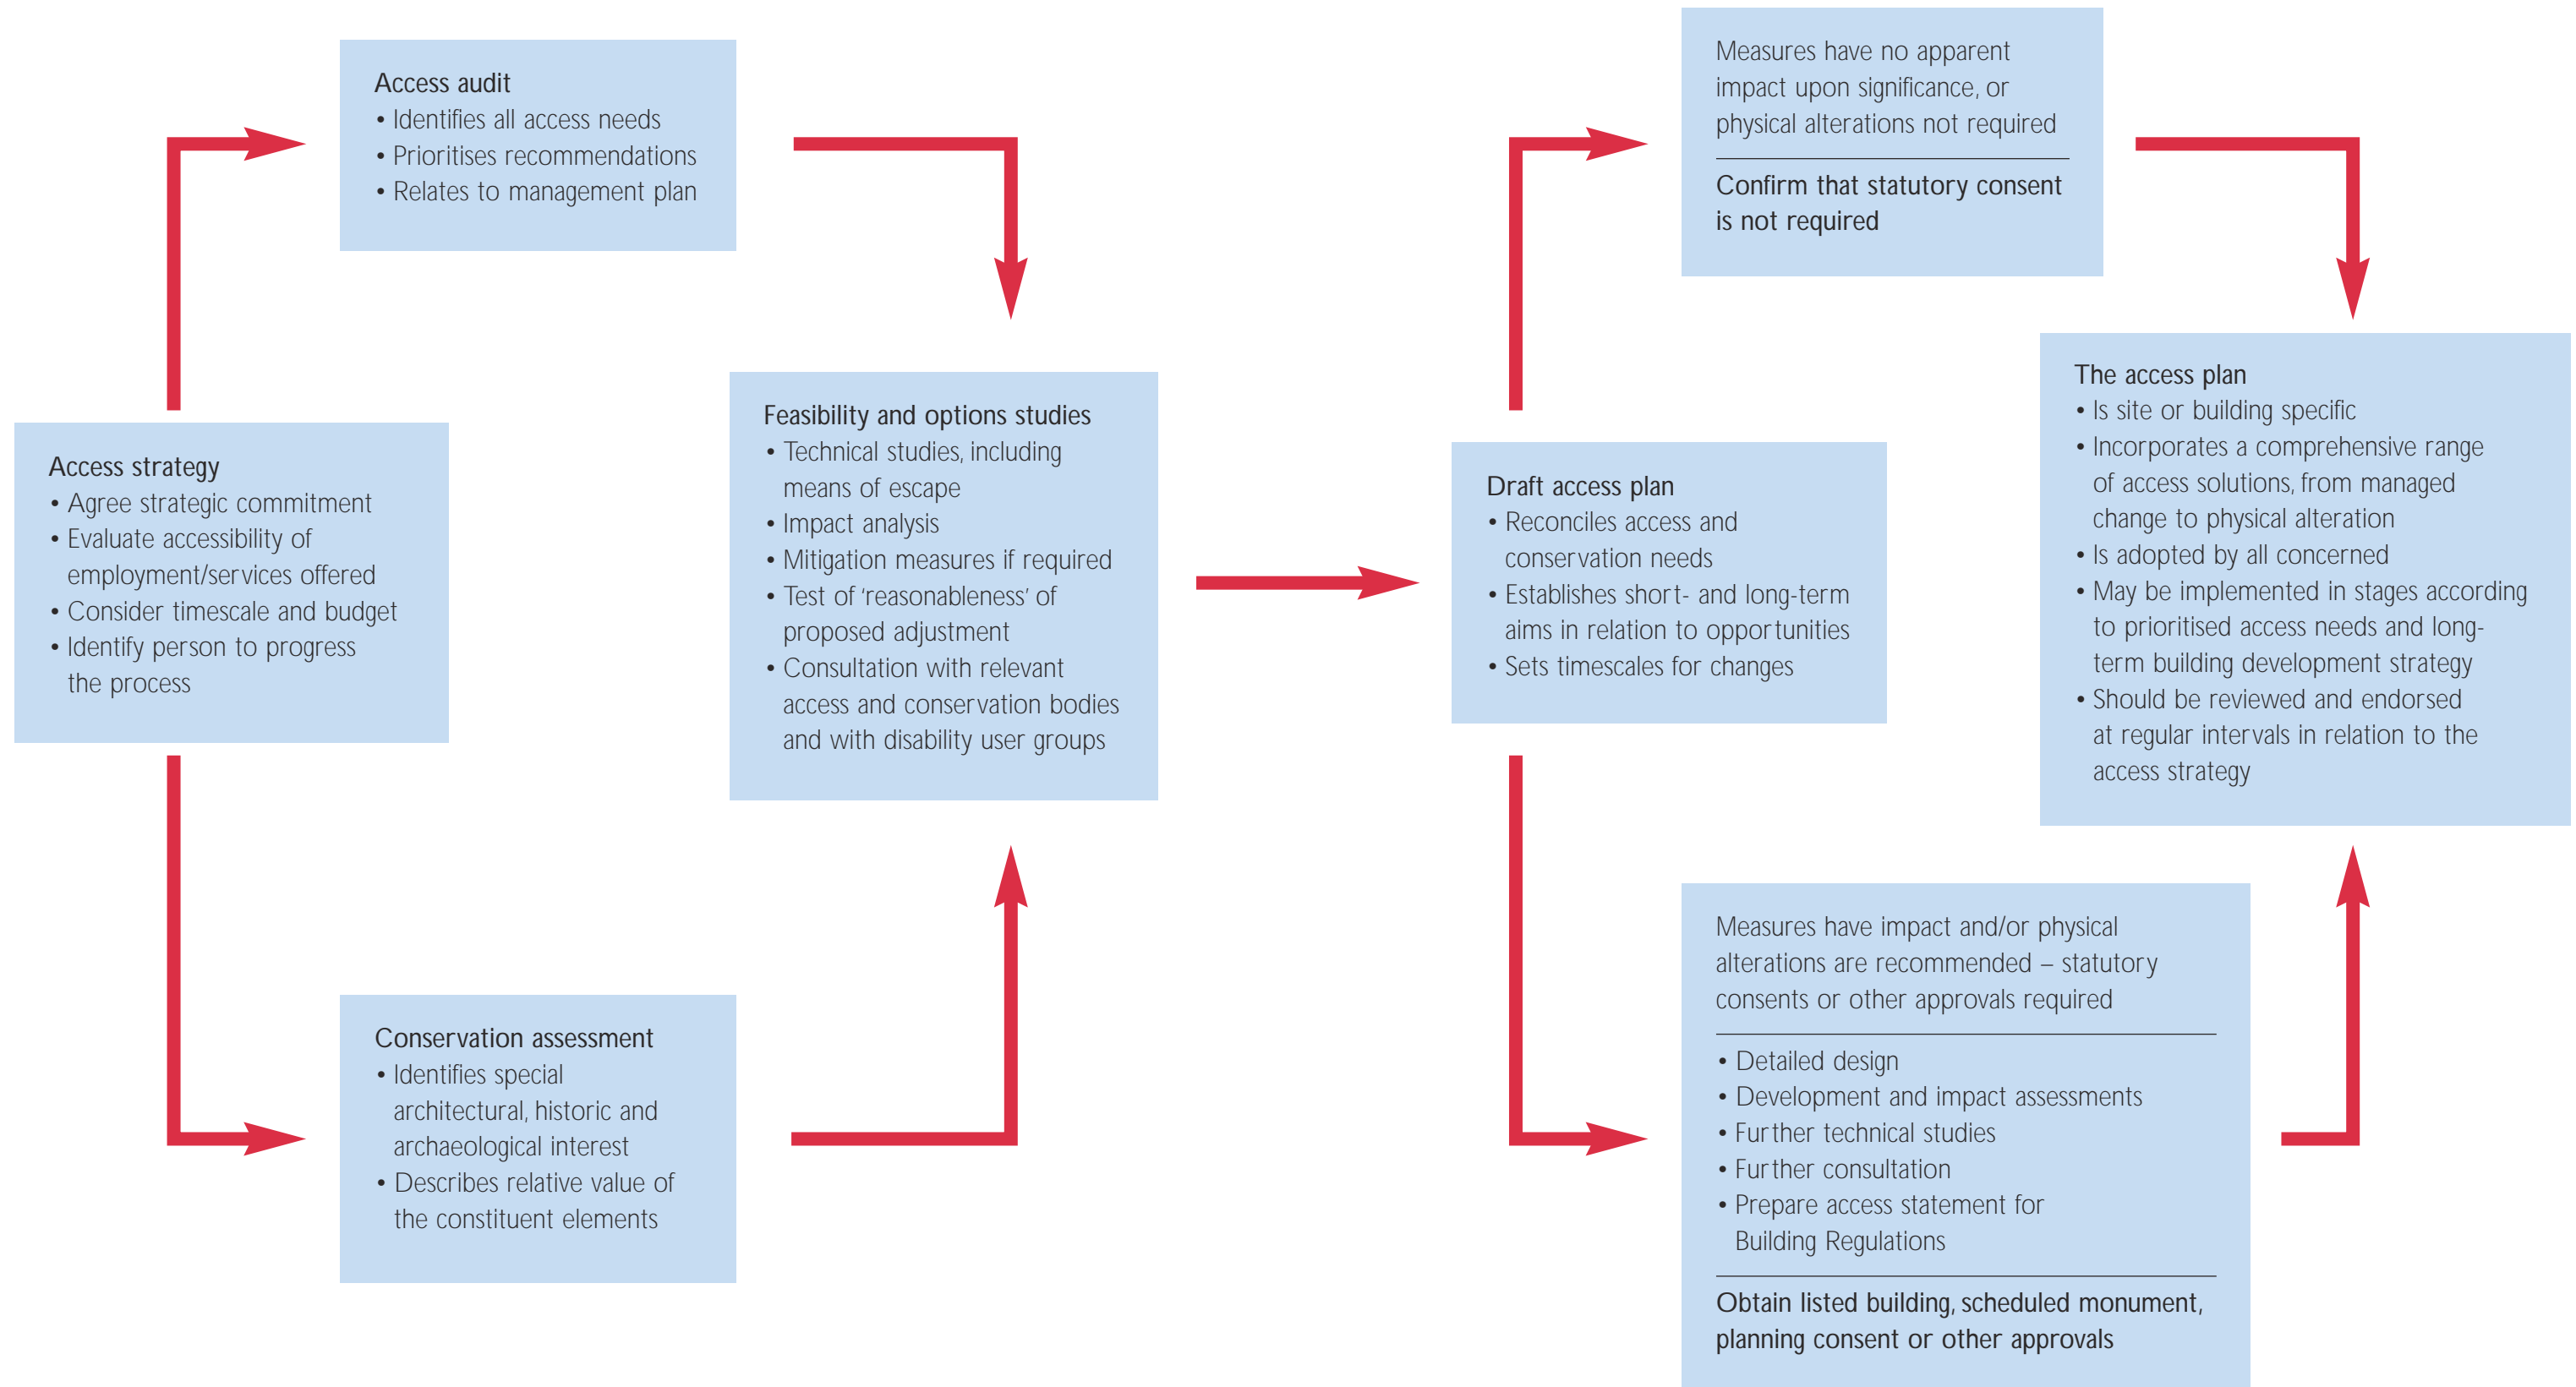 Access audit
• Identifies all access needs
• Prioritises recommendations
• Relates to management plan
Access strategy
• Agree strategic commitment
• Evaluate accessibility of
employment/services offered
• Consider timescale and budget
• Identify person to progress
the process
Conservation assessment
• Identifies special
architectural, historic and
archaeological interest
• Describes relative value of
the constituent elements
Feasibility and options studies
• Technical studies, including
means of escape
• Impact analysis
• Mitigation measures if required
• Test of ‘reasonableness’ of
proposed adjustment
• Consultation with relevant
access and conservation bodies
and with disability user groups
Draft access plan
• Reconciles access and
conservation needs
• Establishes short- and long-term
aims in relation to opportunities
• Sets timescales for changes
Measures have no apparent
impact upon significance, or
physical alterations not required
Confirm that statutory consent
is not required
Measures have impact and/or physical
alterations are recommended – statutory
consents or other approvals required
• Detailed design
• Development and impact assessments
• Further technical studies
• Further consultation
• Prepare access statement for
Building Regulations
Obtain listed building, scheduled monument,
planning consent or other approvals
The access plan
• Is site or building specific
• Incorporates a comprehensive range
of access solutions, from managed
change to physical alteration
• Is adopted by all concerned
• May be implemented in stages according
to prioritised access needs and long-
term building development strategy
• Should be reviewed and endorsed
at regular intervals in relation to the
access strategy